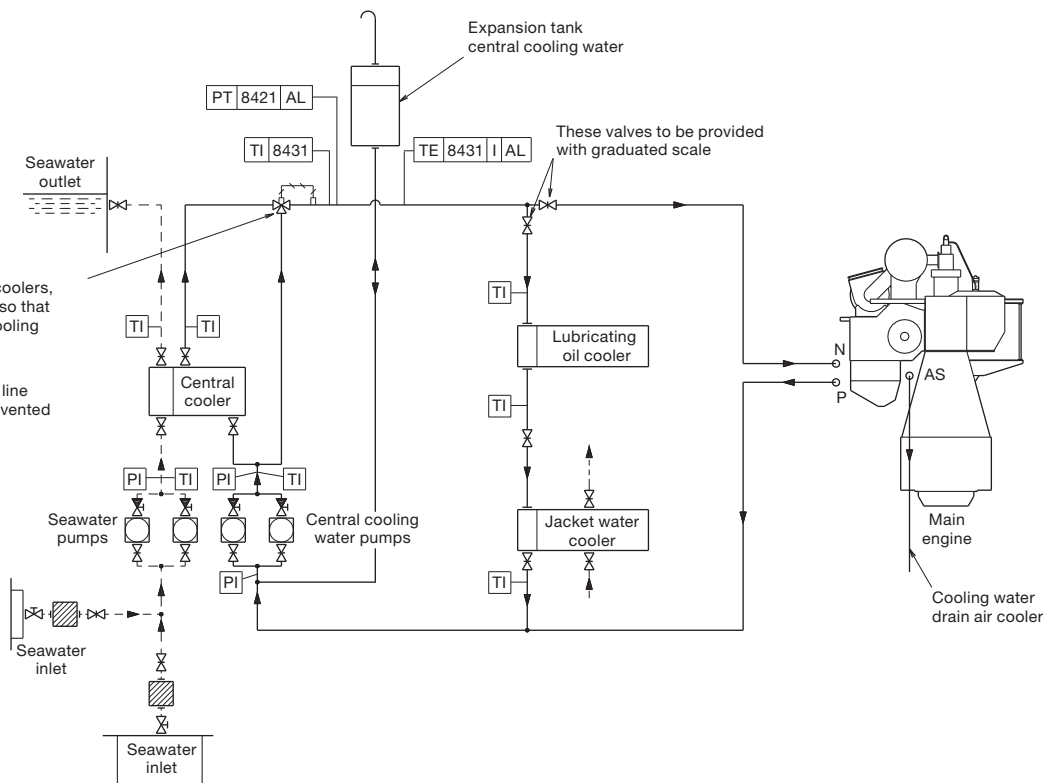 Expansion tank
central cooling water
PT 8421 AL
TI 8431
TE 8431 I AL
These valves to be provided
with graduated scale
Seawater
outlet
coolers,
so that
ooling
line
vented
TI
TI
TI
Lubricating
oil cooler
N
P
AS
Central
cooler
TI
PI
TI
PI
TI
Seawater
pumps
Central cooling
water pumps
Jacket water
cooler
Main
engine
PI
TI
Cooling water
drain air cooler
Seawater
inlet
Seawater
inlet